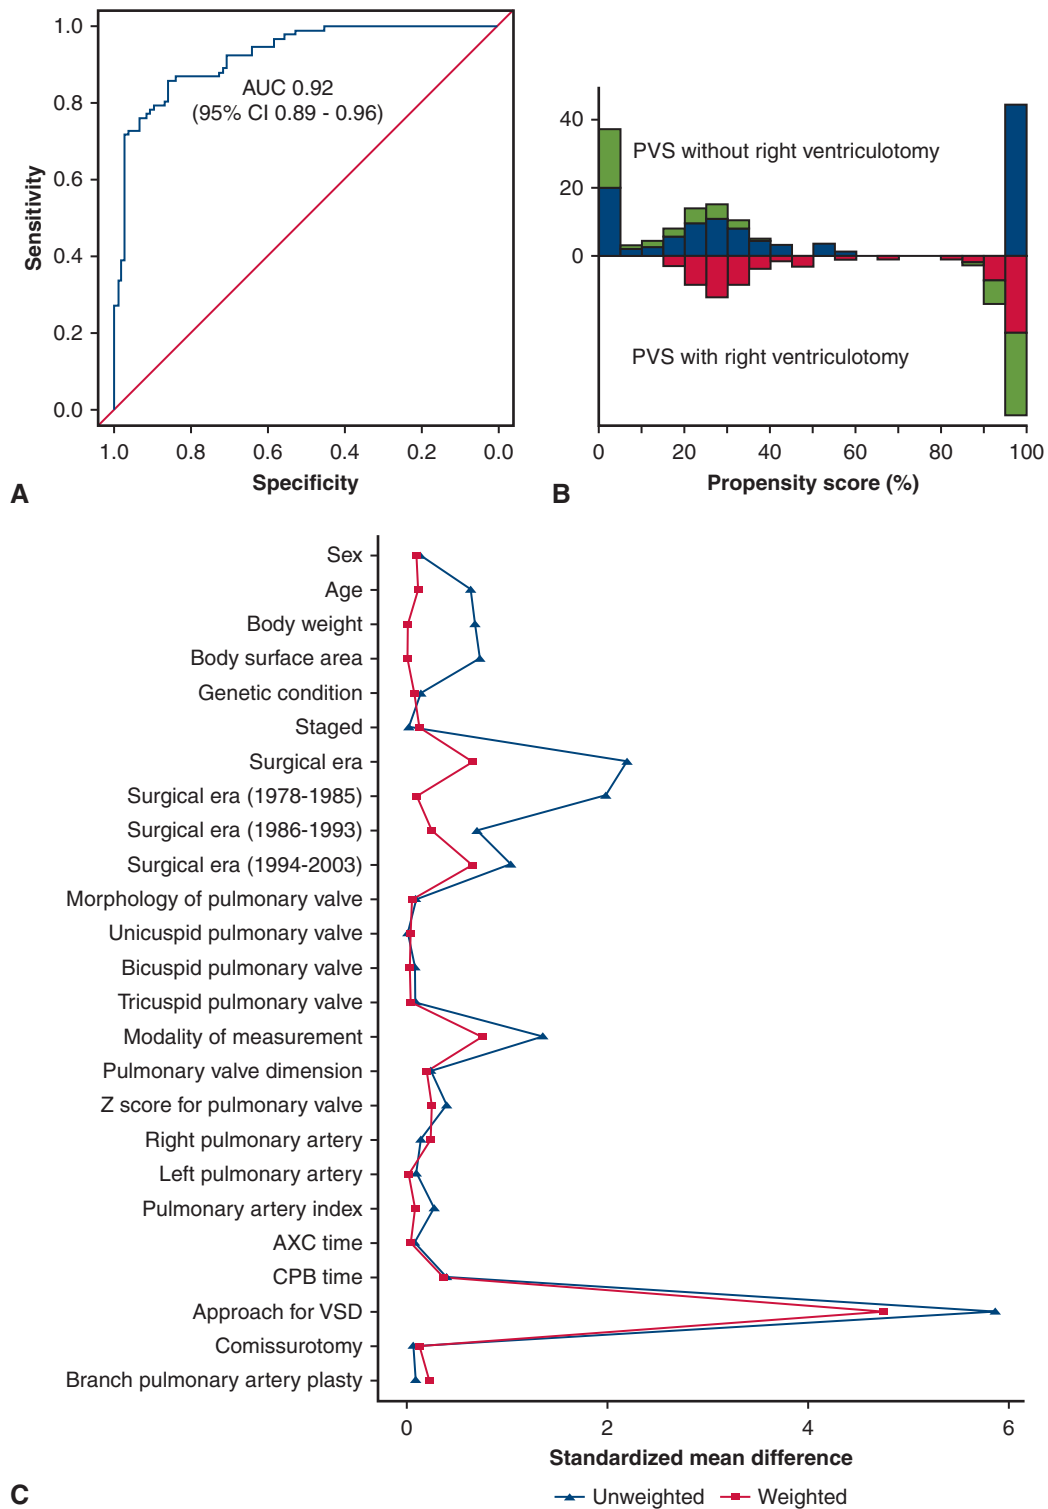 1.0
0.8
0.6
0.4
0.2
0.0
Sensitivity
AUC 0.92
(95% CI 0.89 - 0.96)
1.0 0.8 0.6 0.4 0.2 0.0
Specificity
A
40
20
0
PVS without right ventriculotomy
PVS with right ventriculotomy
0 20 40 60 80 100
Propensity score (%)
B
Sex
Age
Body weight
Body surface area
Genetic condition
Staged
Surgical era
Surgical era (1978-1985)
Surgical era (1986-1993)
Surgical era (1994-2003)
Morphology of pulmonary valve
Unicuspid pulmonary valve
Bicuspid pulmonary valve
Tricuspid pulmonary valve
Modality of measurement
Pulmonary valve dimension
Z score for pulmonary valve
Right pulmonary artery
Left pulmonary artery
Pulmonary artery index
AXC time
CPB time
Approach for VSD
Comissurotomy
Branch pulmonary artery plasty
0 2 4 6
Standardized mean difference
Unweighted Weighted
C